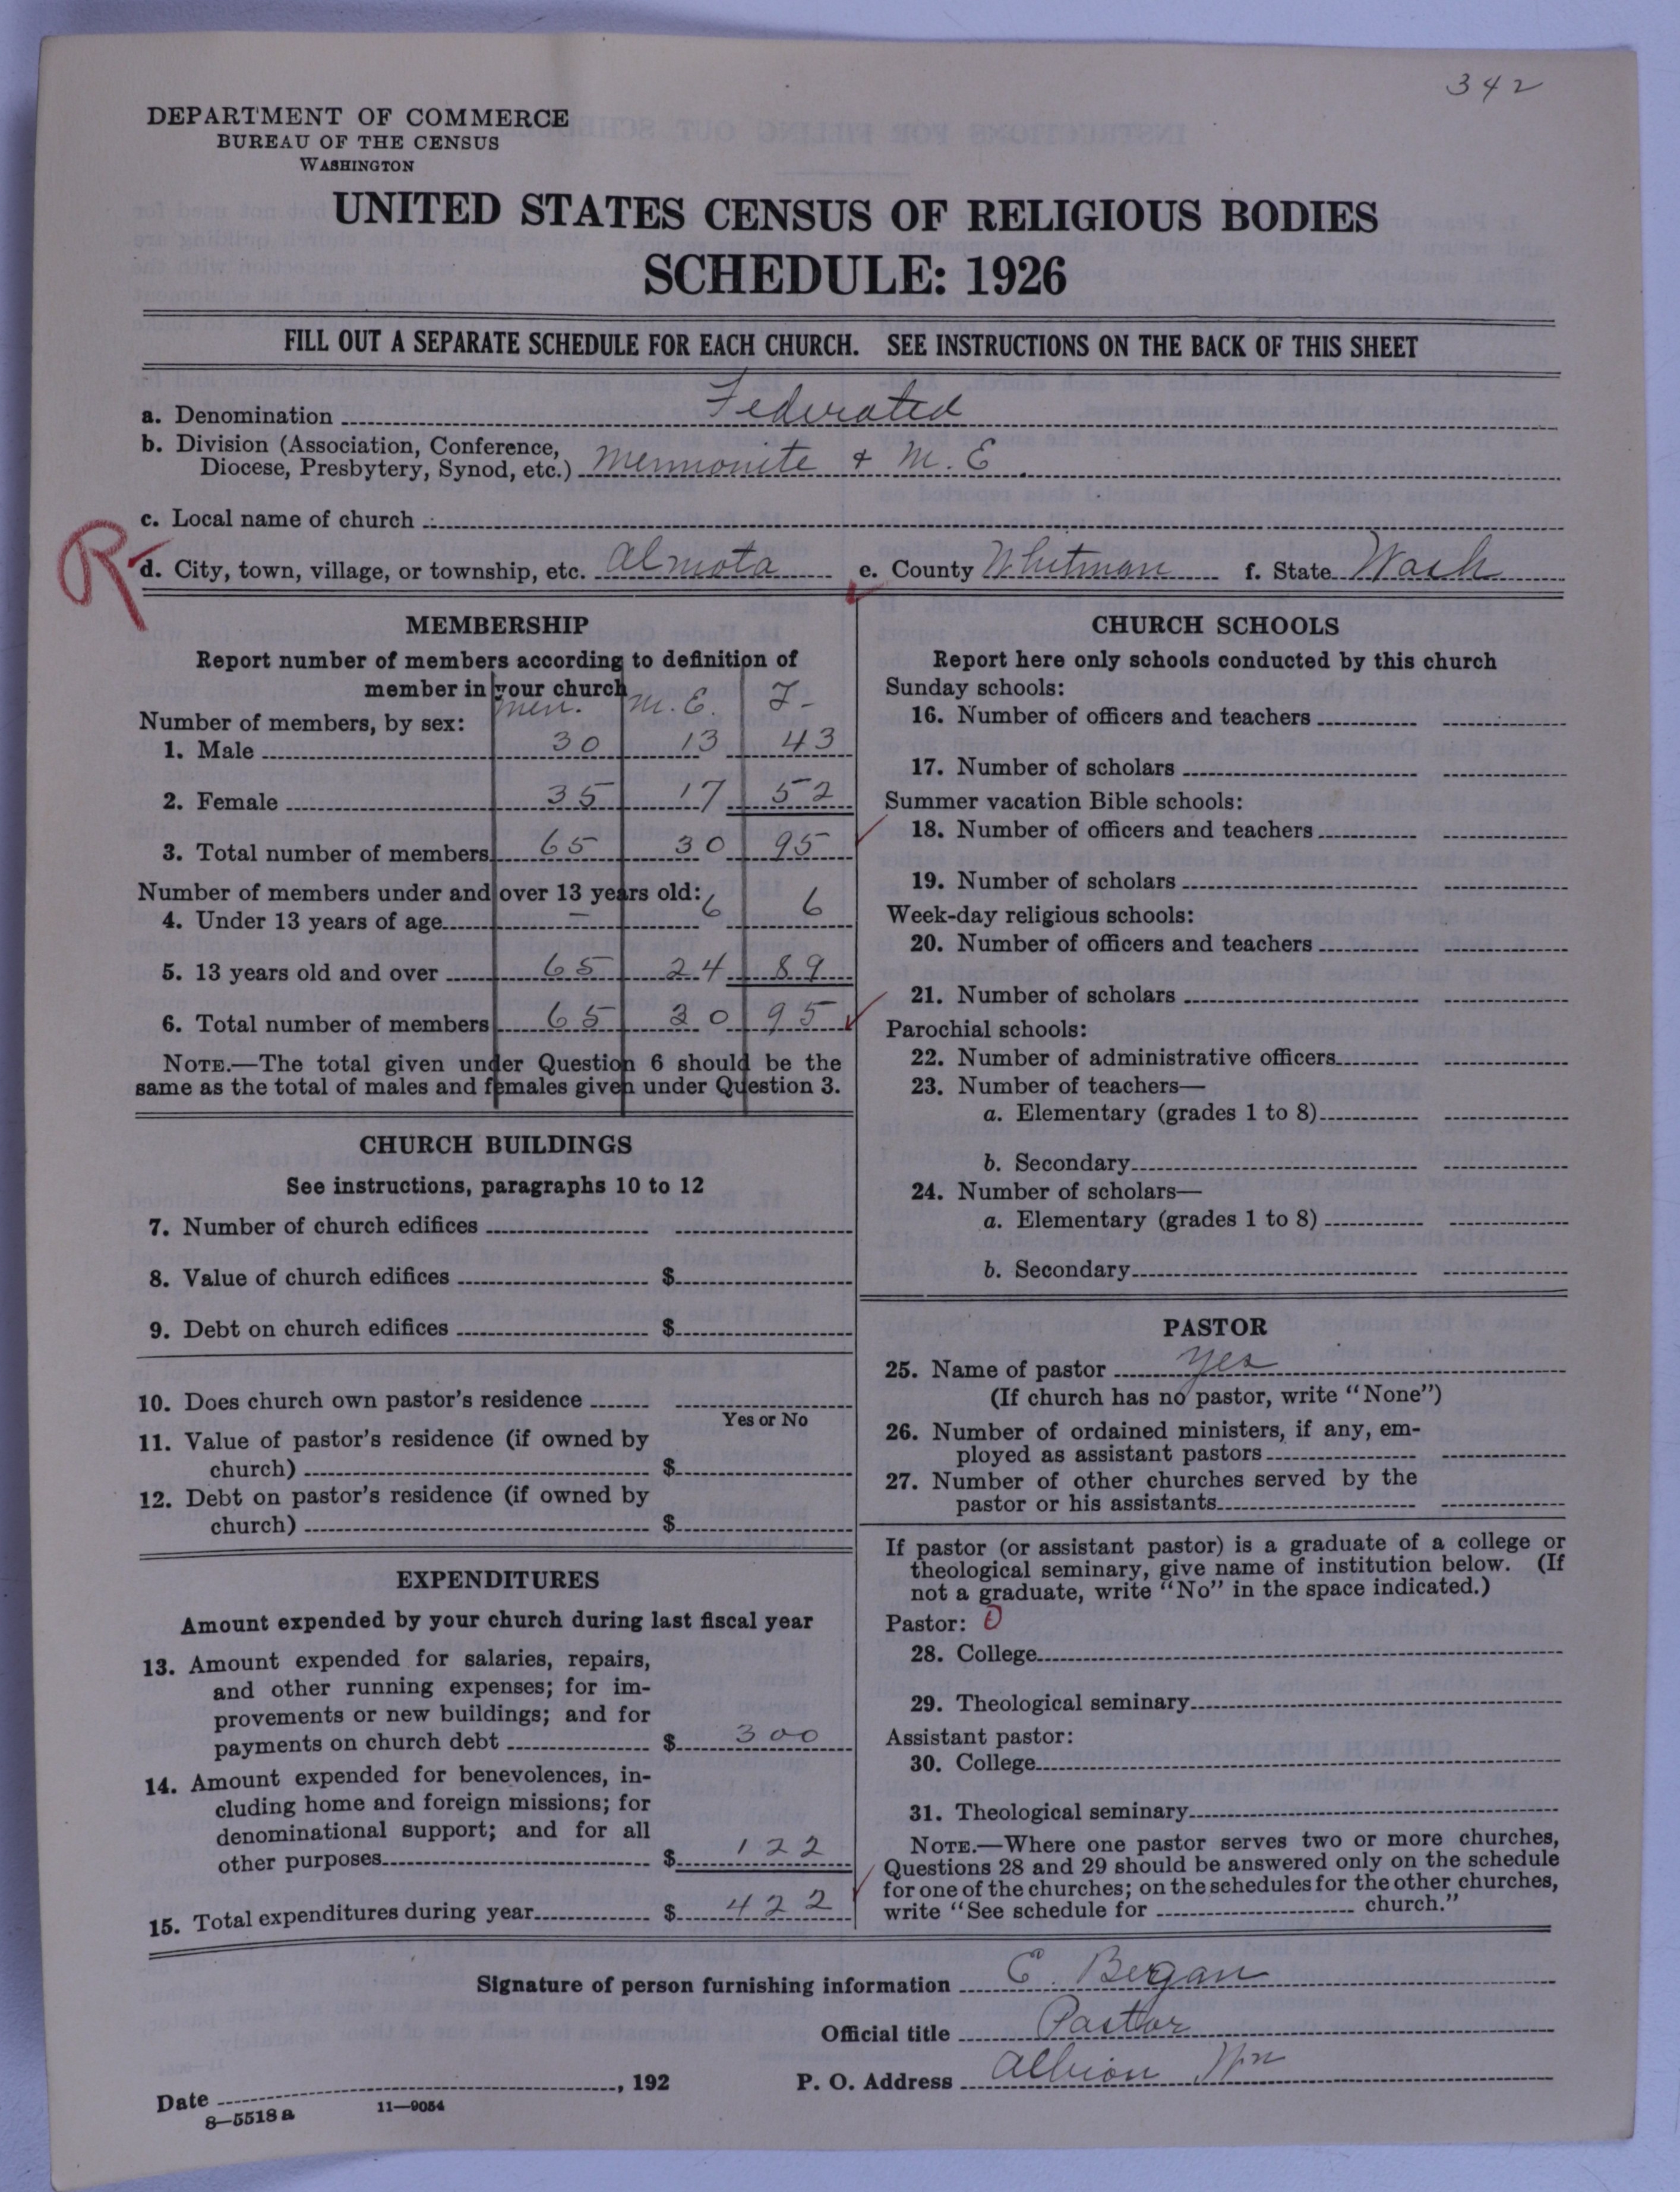 342
DEPARTMENT OF COMMERCE
BUREAU OF THE CENSUS
WASHINGTON
UNITED STATES CENSUS OF RELIGIOUS BODIES
SCHEDULE: 1926
FILL OUT A SEPARATE SCHEDULE FOR EACH CHURCH. SEE INSTRUCTIONS ON THE BACK OF THIS SHEET
a. Denomination Federated
b. Division (Association, Conference,
Diocese, Presbytery, Synod, etc.) Mennonite + M. E.
c. Local name of church
R
d. City, town, village, or township, etc. Almota e. County Whitman f. State Wash
MEMBERSHIP
Report number of members according to definition of
member in your church
Men. M. E. F-
Number of members, by sex:
1. Male 30 13 43
2. Female 35 17 52
3. Total number of members 65 30 95
Number of members under and over 13 years old:
4. Under 13 years of age — 6 6
5. 13 years old and over 65 24 89
6. Total number of members 65 30 95
NOTE.—The total given under Question 6 should be the
same as the total of males and females given under Question 3.
CHURCH BUILDINGS
See instructions, paragraphs 10 to 12
7. Number of church edifices
8. Value of church edifices $
9. Debt on church edifices $
10. Does church own pastor's residence
Yes or No
11. Value of pastor's residence (if owned by
church) $
12. Debt on pastor's residence (if owned by
church) $
EXPENDITURES
Amount expended by your church during last fiscal year
13. Amount expended for salaries, repairs,
and other running expenses; for im-
provements or new buildings; and for
payments on church debt $ 300
14. Amount expended for benevolences, in-
cluding home and foreign missions; for
denominational support; and for all
other purposes $ 122
15. Total expenditures during year $ 422
CHURCH SCHOOLS
Report here only schools conducted by this church
Sunday schools:
16. Number of officers and teachers
17. Number of scholars
Summer vacation Bible schools:
18. Number of officers and teachers
19. Number of scholars
Week-day religious schools:
20. Number of officers and teachers
21. Number of scholars
Parochial schools:
22. Number of administrative officers
23. Number of teachers—
a. Elementary (grades 1 to 8)
b. Secondary
24. Number of scholars—
a. Elementary (grades 1 to 8)
b. Secondary
PASTOR
25. Name of pastor yes
(If church has no pastor, write "None")
26. Number of ordained ministers, if any, em-
ployed as assistant pastors
27. Number of other churches served by the
pastor or his assistants
If pastor (or assistant pastor) is a graduate of a college or
theological seminary, give name of institution below. (If
not a graduate, write "No" in the space indicated.)
Pastor: 0
28. College
29. Theological seminary
Assistant pastor:
30. College
31. Theological seminary
NOTE.—Where one pastor serves two or more churches,
Questions 28 and 29 should be answered only on the schedule
for one of the churches; on the schedules for the other churches,
write "See schedule for church."
Signature of person furnishing information E. Began
Official title Pastor
Date , 192 P. O. Address Albion Wn
8—5518 a 11—9054